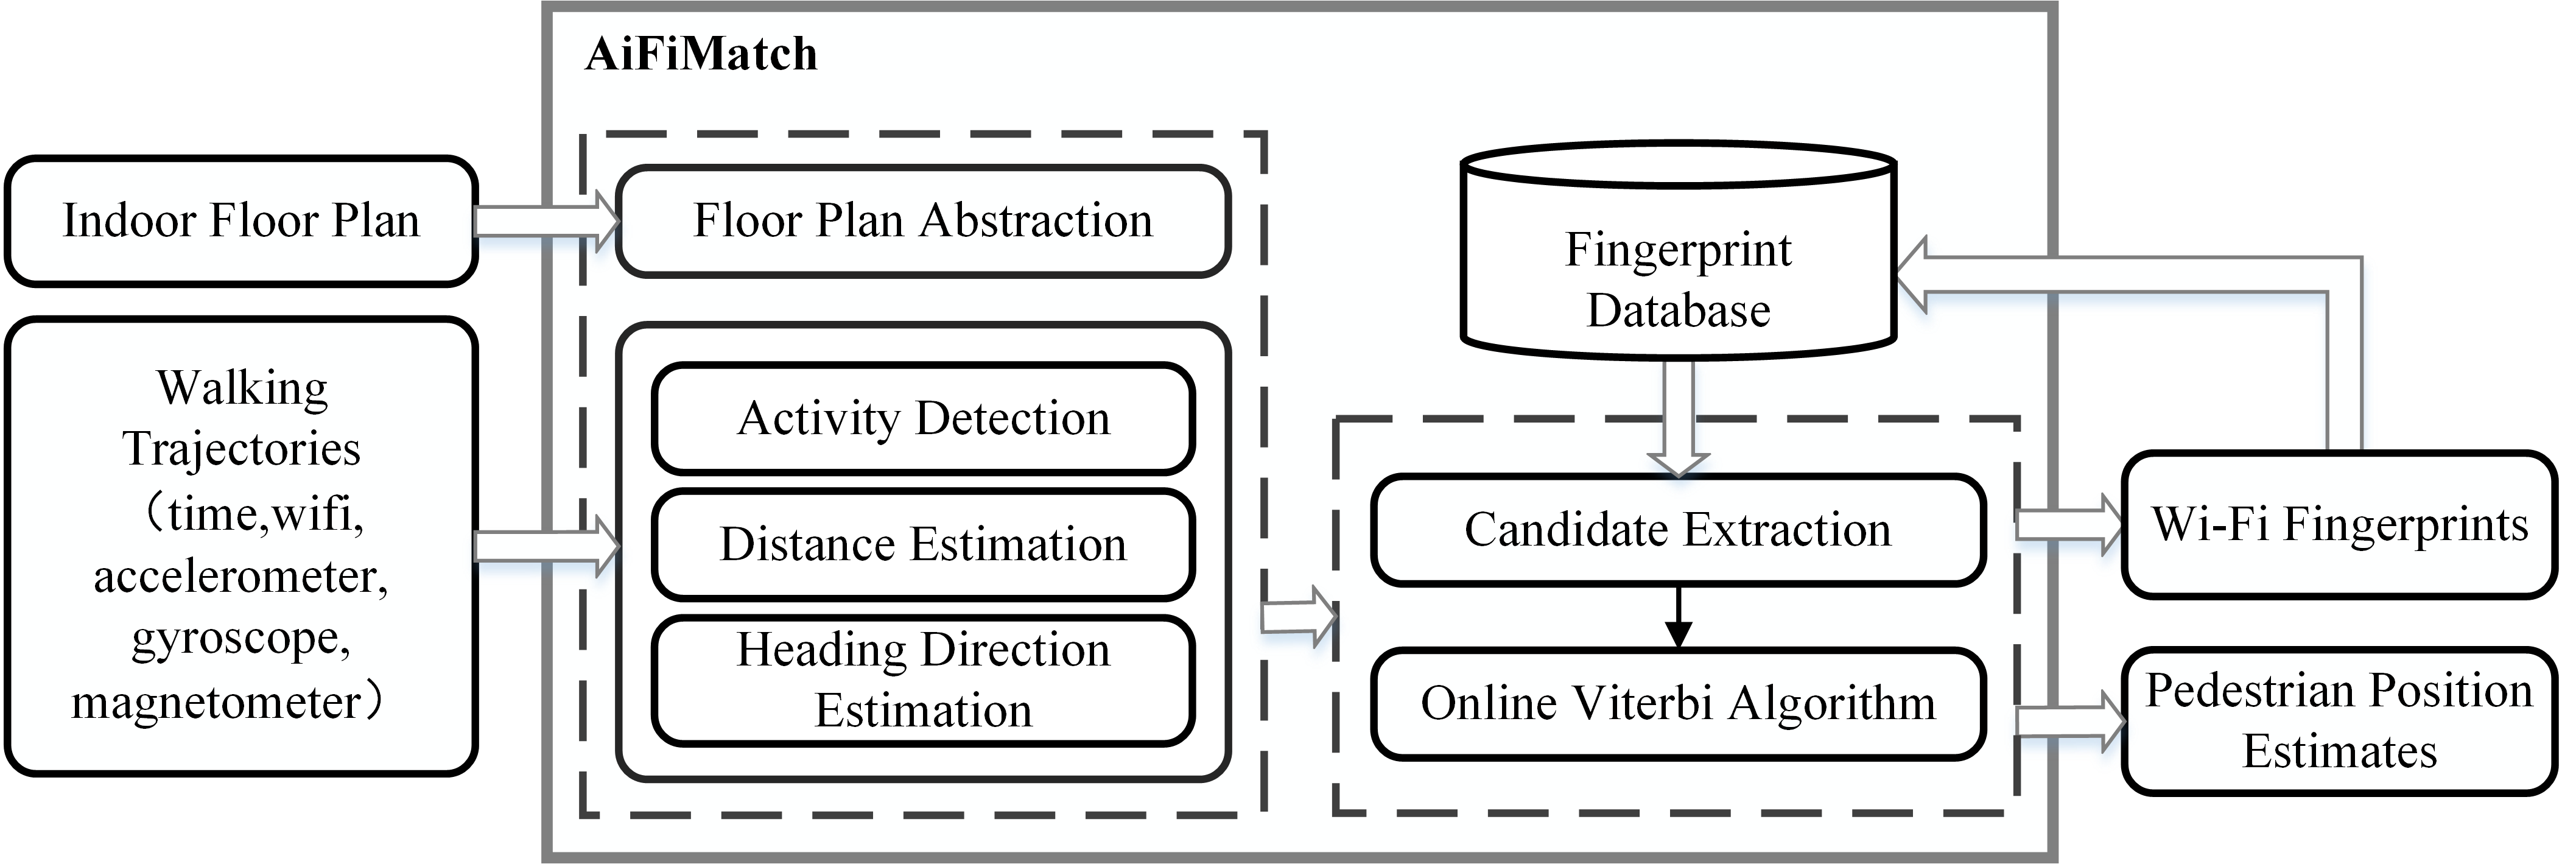 AiFiMatch
Indoor Floor Plan
Walking
Trajectories
（time,wifi,
accelerometer,
gyroscope,
magnetometer）
Floor Plan Abstraction
Activity Detection
Distance Estimation
Heading Direction
Estimation
Fingerprint
Database
Candidate Extraction
Online Viterbi Algorithm
Wi-Fi Fingerprints
Pedestrian Position
Estimates